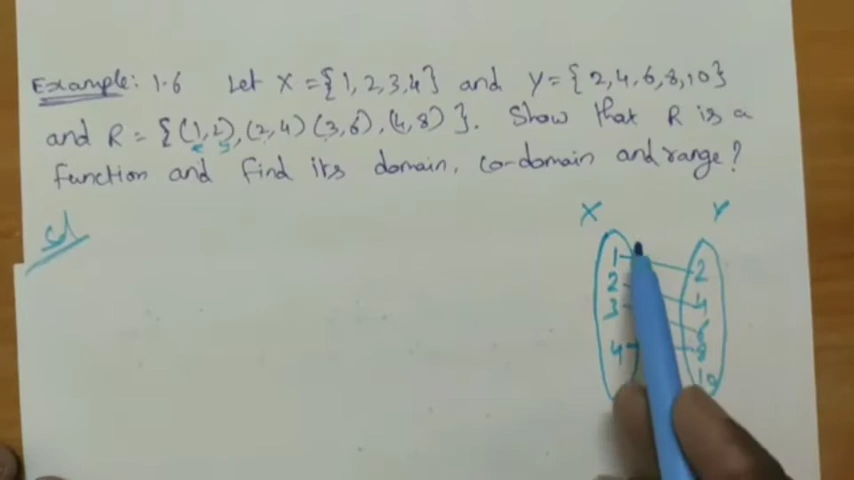 Example: 1.6 Let X = {1,2,3,4} and Y = {2,4,6,8,10}
and R = {(1,2),(2,4)(3,6),(4,8)}. Show that R is a
function and find its domain, co-domain and range?
Sol
X Y
1 2
2 4
3 6
4 8
10